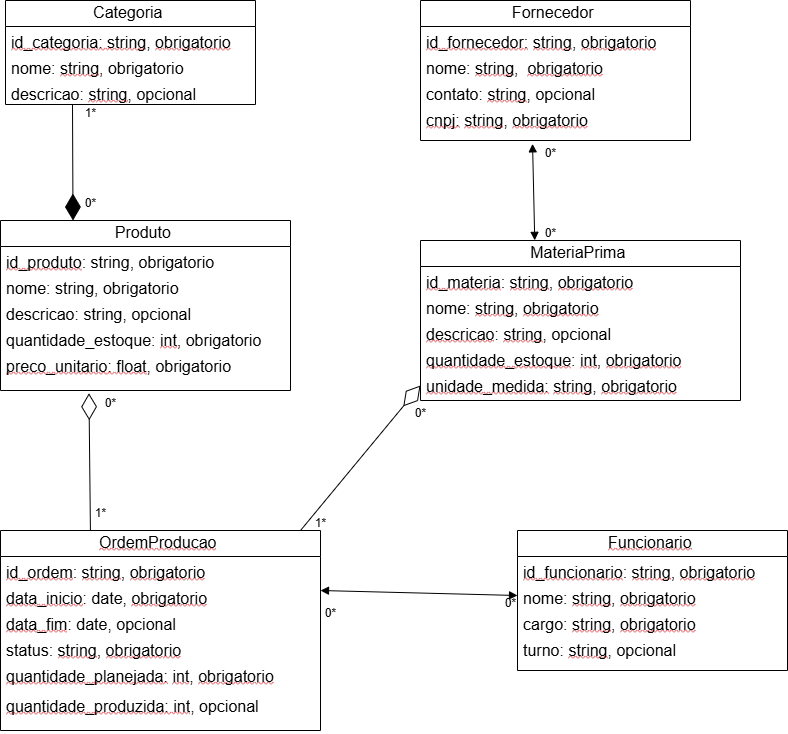 Categoria
id_categoria: string, obrigatorio
nome: string, obrigatorio
descricao: string, opcional
1*
0*
Fornecedor
id_fornecedor: string, obrigatorio
nome: string, obrigatorio
contato: string, opcional
cnpj: string, obrigatorio
0*
0*
Produto
id_produto: string, obrigatorio
nome: string, obrigatorio
descricao: string, opcional
quantidade_estoque: int, obrigatorio
preco_unitario: float, obrigatorio
0*
1*
MateriaPrima
id_materia: string, obrigatorio
nome: string, obrigatorio
descricao: string, opcional
quantidade_estoque: int, obrigatorio
unidade_medida: string, obrigatorio
0*
1*
OrdemProducao
id_ordem: string, obrigatorio
data_inicio: date, obrigatorio
data_fim: date, opcional
status: string, obrigatorio
quantidade_planejada: int, obrigatorio
quantidade_produzida: int, opcional
0*
0*
Funcionario
id_funcionario: string, obrigatorio
nome: string, obrigatorio
cargo: string, obrigatorio
turno: string, opcional